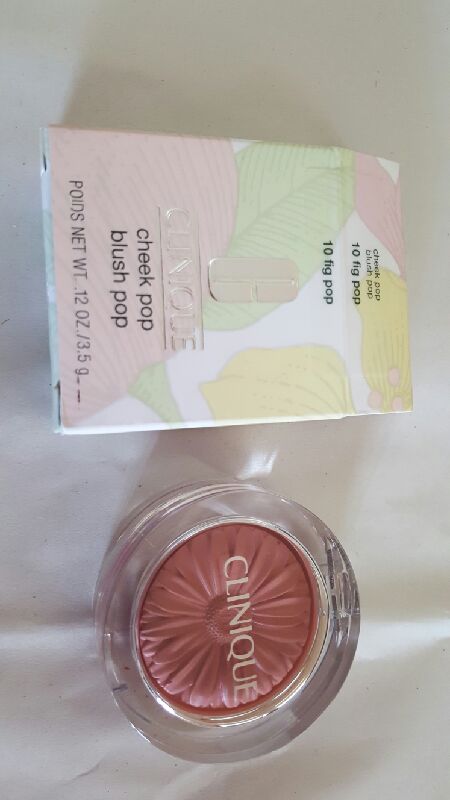 cheek pop
blush pop
10 fig pop
10 fig pop
CLINIQUE
cheek pop
blush pop
POIDS NET WT. .12 OZ./3.5 g
CLINIQUE